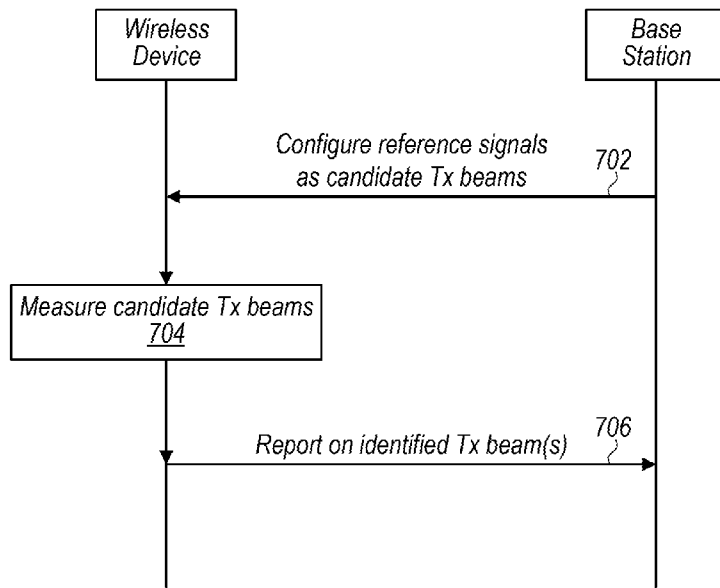 Wireless
Device
Base
Station
Configure reference signals
as candidate Tx beams
702
Measure candidate Tx beams
704
Report on identified Tx beam(s)
706